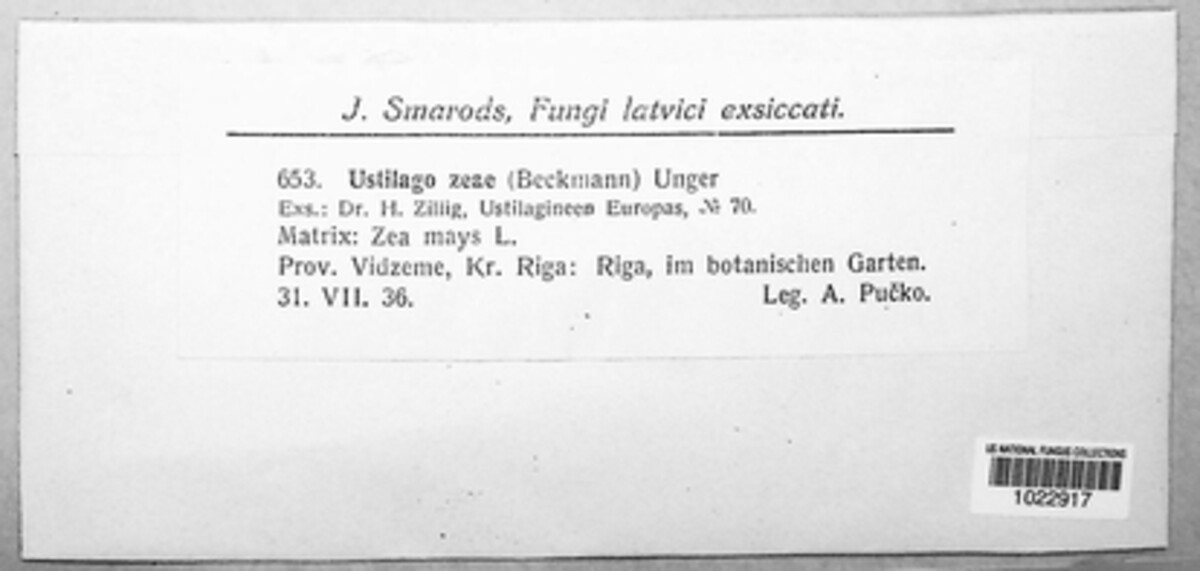 J. Smarods, Fungi latvici exsiccati.
653. Ustilago zeae (Beckmann) Unger
Exs.: Dr. H. Zillig, Ustilagineen Europas, № 70.
Matrix: Zea mays L.
Prov. Vidzeme, Kr. Riga: Riga, im botanischen Garten.
31. VII. 36. Leg. A. Pučko.
US NATIONAL FUNGUS COLLECTIONS
1022917